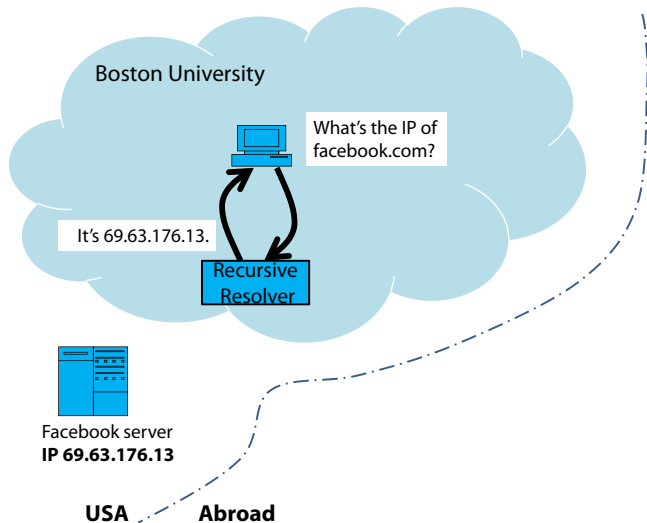 Boston University
What's the IP of
facebook.com?
It's 69.63.176.13.
Recursive
Resolver
Facebook server
IP 69.63.176.13
USA
Abroad